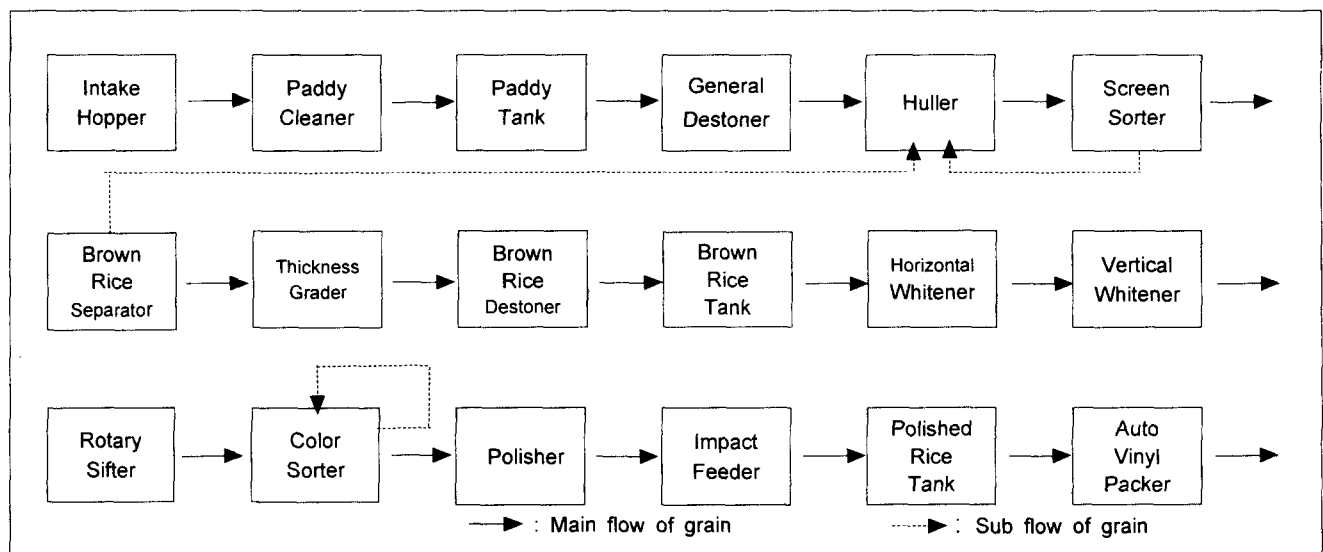 Intake
Hopper
Paddy
Cleaner
Paddy
Tank
General
Destoner
Huller
Screen
Sorter
Brown
Rice
Separator
Thickness
Grader
Brown
Rice
Destoner
Brown
Rice
Tank
Horizontal
Whitener
Vertical
Whitener
Rotary
Sifter
Color
Sorter
Polisher
Impact
Feeder
Polished
Rice
Tank
Auto
Vinyl
Packer
: Main flow of grain
: Sub flow of grain